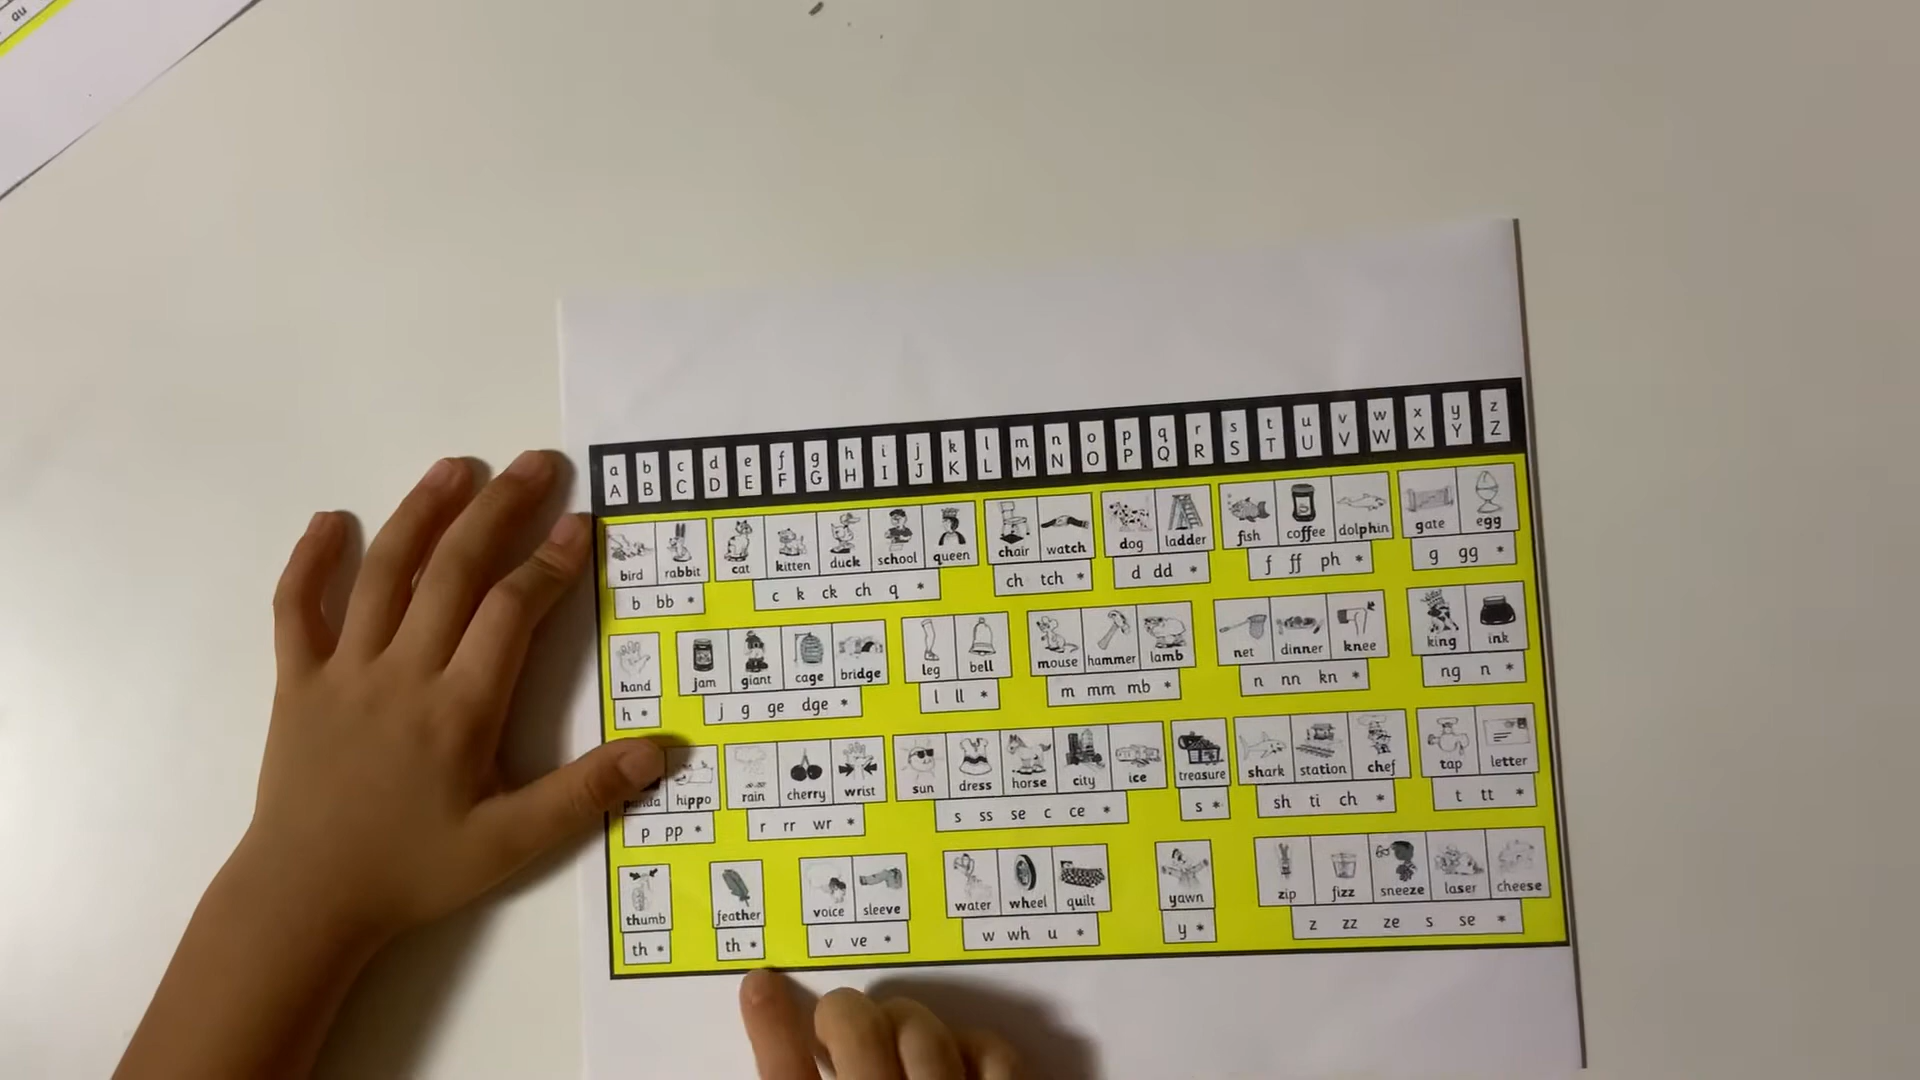 au
a b c d e f g h i j k l m n o p q r s t u v w x y z
A B C D E F G H I J K L M N O P Q R S T U V W X Y Z
bird rabbit cat kitten duck school queen chair watch dog ladder fish coffee dolphin gate egg
b bb * c k ck ch q * ch tch * d dd * f ff ph * g gg *
hand jam giant cage bridge leg bell mouse hammer lamb net dinner knee king ink
h * j g ge dge * l ll * m mm mb * n nn kn * ng n *
panda hippo rain cherry wrist sun dress horse city ice treasure shark station chef tap letter
p pp * r rr wr * s ss se c ce * s * sh ti ch * t tt *
thumb feather voice sleeve water wheel quilt yawn zip fizz sneeze laser cheese
th * th * v ve * w wh u * y * z zz ze s se *